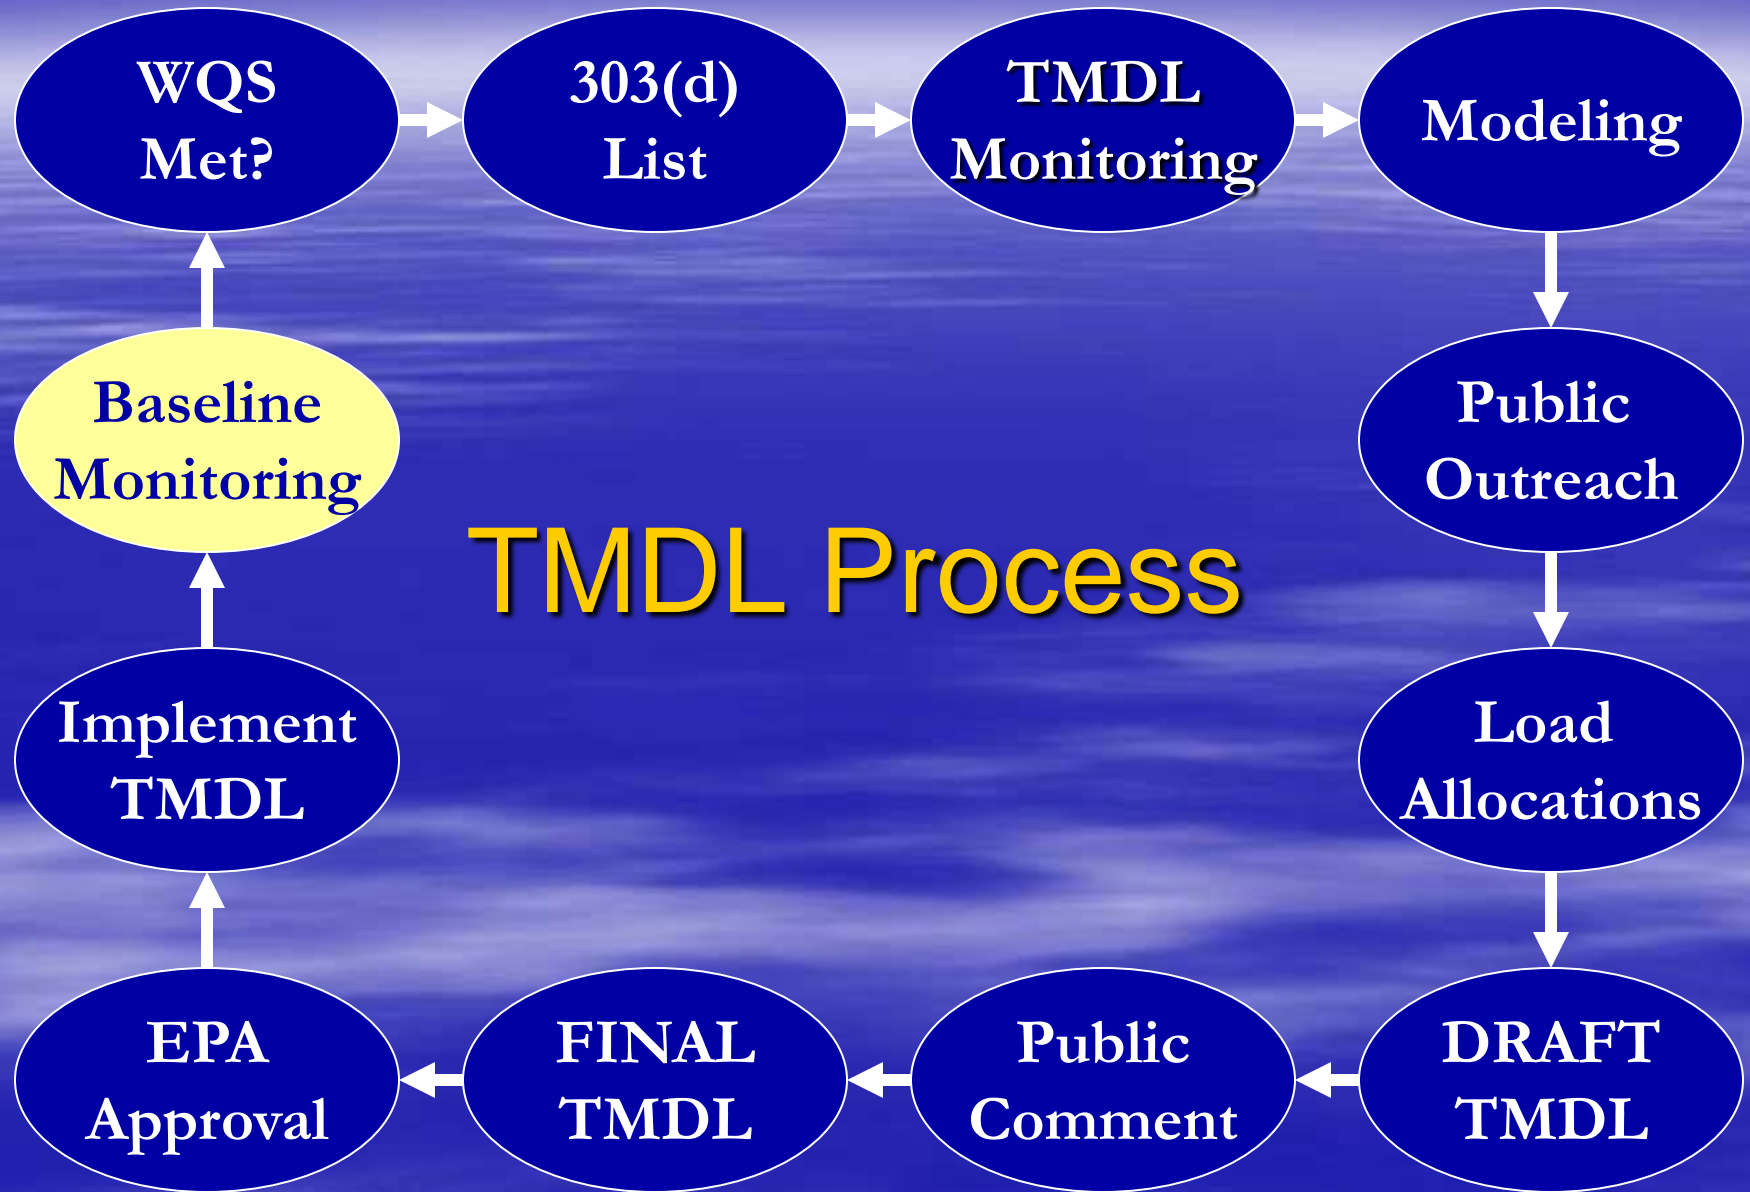 WQS
Met?
303(d)
List
TMDL
Monitoring
Modeling
Baseline
Monitoring
Public
Outreach
TMDL Process
Implement
TMDL
Load
Allocations
EPA
Approval
FINAL
TMDL
Public
Comment
DRAFT
TMDL